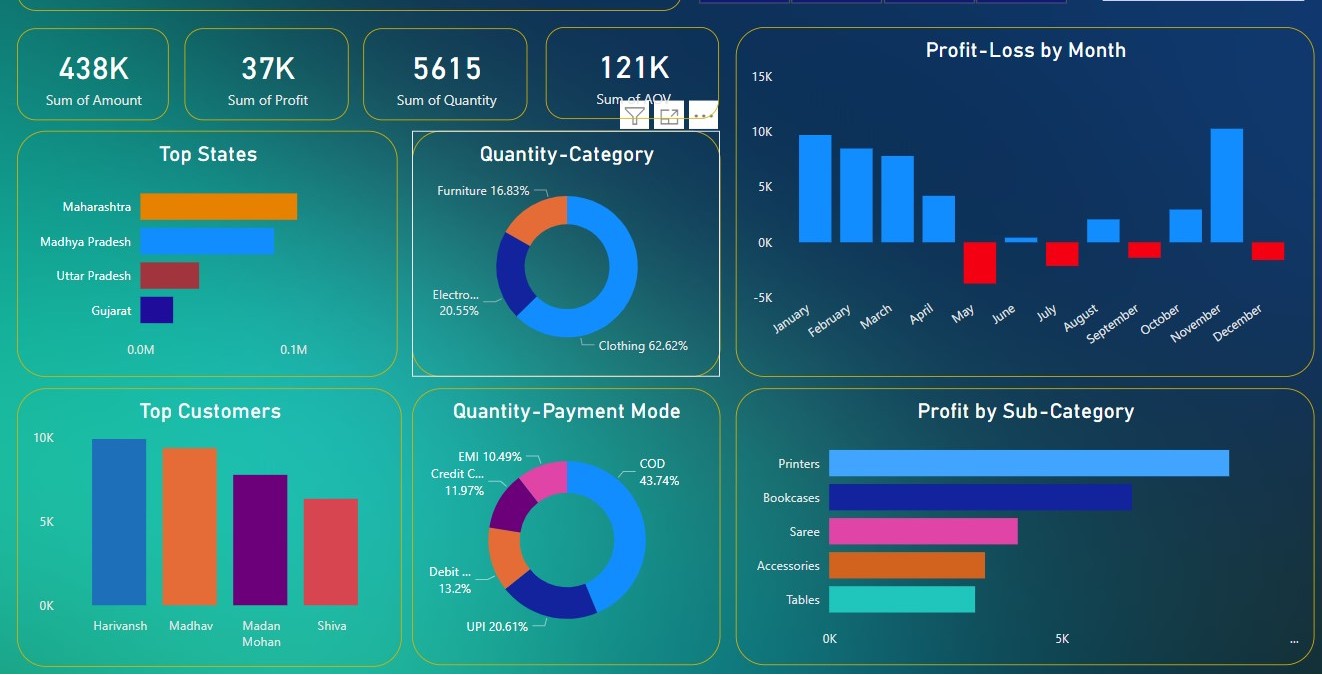 438K
Sum of Amount
37K
Sum of Profit
5615
Sum of Quantity
121K
Sum of AOV
Profit-Loss by Month
15K
10K
5K
0K
-5K
January
February
March
April
May
June
July
August
September
October
November
December
Top States
Maharashtra
Madhya Pradesh
Uttar Pradesh
Gujarat
0.0M
0.1M
Quantity-Category
Furniture 16.83%
Electro...
20.55%
Clothing 62.62%
Top Customers
10K
5K
0K
Harivansh
Madhav
Madan
Mohan
Shiva
Quantity-Payment Mode
EMI 10.49%
Credit C...
11.97%
COD
43.74%
Debit ...
13.2%
UPI 20.61%
Profit by Sub-Category
Printers
Bookcases
Saree
Accessories
Tables
0K
5K
...